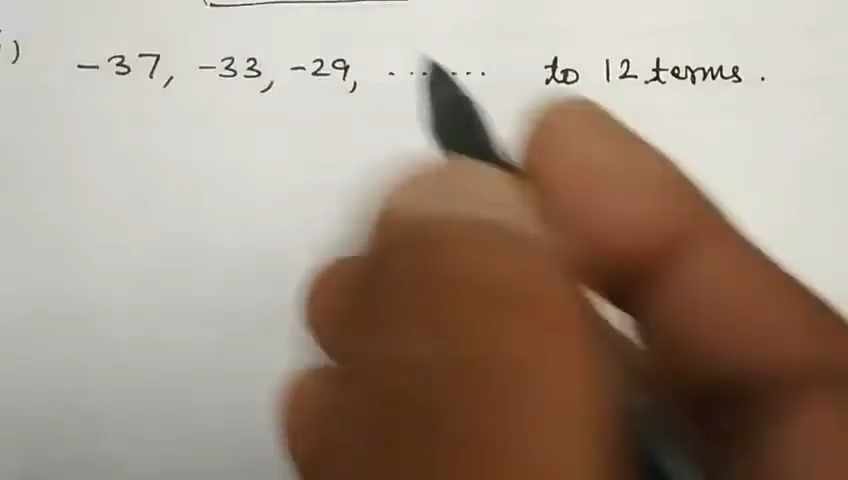 ) -37, -33, -29, ....... to 12 terms.